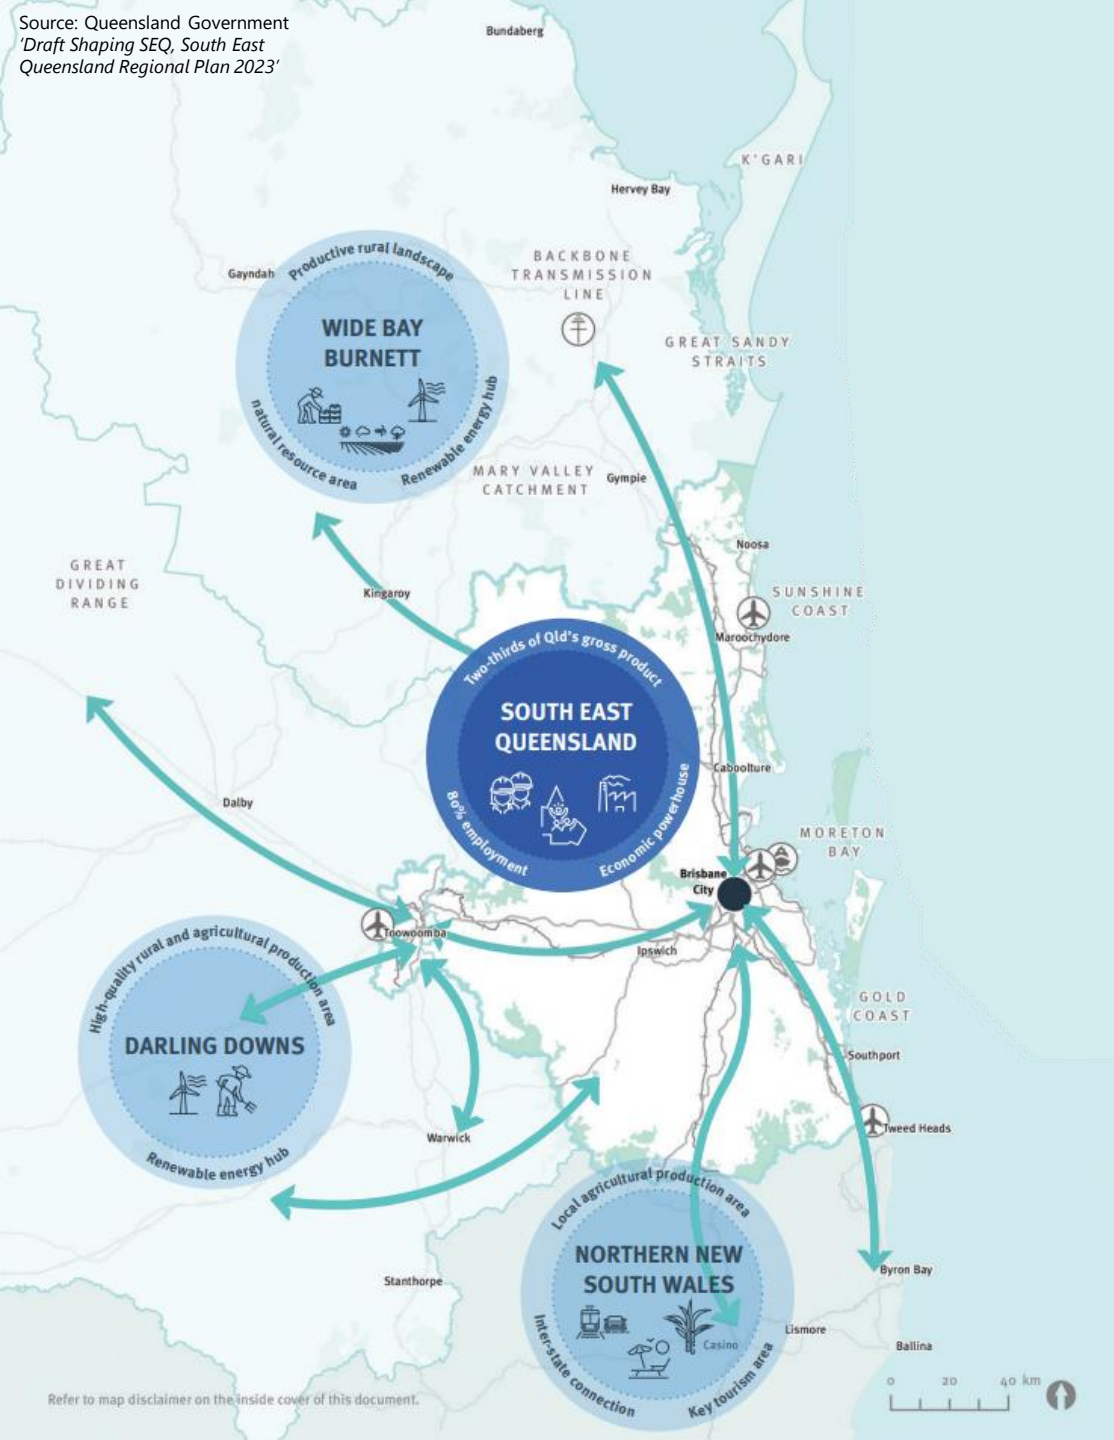 Source: Queensland Government
‘Draft Shaping SEQ, South East
Queensland Regional Plan 2023’
Bundaberg
K'GARI
Hervey Bay
BACKBONE
TRANSMISSION
LINE
Gayndah
Productive rural landscape
WIDE BAY
BURNETT
natural resource area
Renewable energy hub
GREAT SANDY
STRAITS
MARY VALLEY
CATCHMENT
Gympie
Noosa
GREAT
DIVIDING
RANGE
Kingaroy
SUNSHINE
COAST
Maroochydore
Two-thirds of Qld's gross product
SOUTH EAST
QUEENSLAND
80% employment
Economic powerhouse
Caboolture
Dalby
MORETON
BAY
Brisbane
City
Toowoomba
Ipswich
High-quality rural and agricultural production area
DARLING DOWNS
Renewable energy hub
GOLD
COAST
Southport
Tweed Heads
Warwick
Local agricultural production area
NORTHERN NEW
SOUTH WALES
Inter-state connection
Key tourism area
Casino
Stanthorpe
Byron Bay
Lismore
Ballina
0 20 40 km
Refer to map disclaimer on the inside cover of this document.